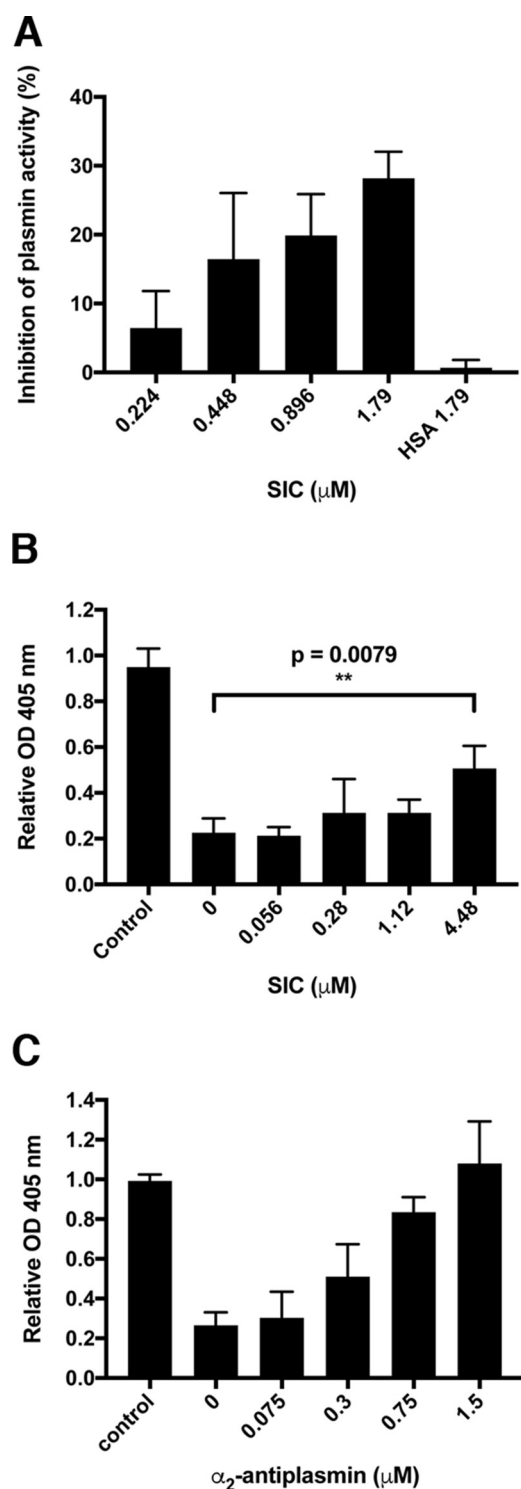 A
Inhibition of plasmin activity (%)
40
30
20
10
0
0.224
0.448
0.896
1.79
HSA 1.79
SIC (μM)
B
Relative OD 405 nm
1.2
1.0
0.8
0.6
0.4
0.2
0.0
p = 0.0079
**
Control
0
0.056
0.28
1.12
4.48
SIC (μM)
C
Relative OD 405 nm
1.4
1.2
1.0
0.8
0.6
0.4
0.2
0.0
control
0
0.075
0.3
0.75
1.5
α₂-antiplasmin (μM)